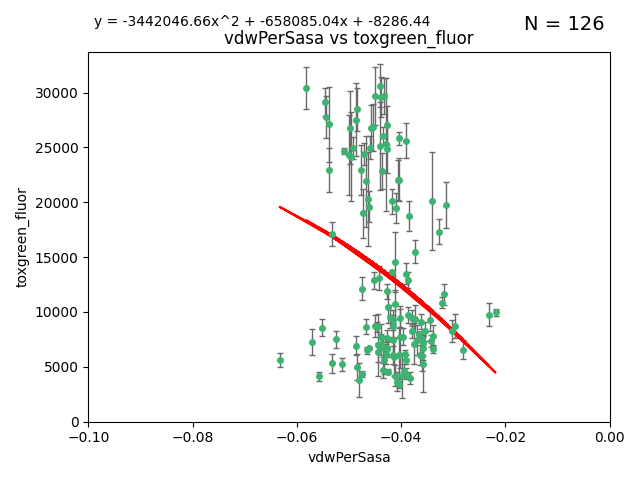 y = -3442046.66x^2 + -658085.04x + -8286.44
N = 126
vdwPerSasa vs toxgreen_fluor
toxgreen_fluor
30000
25000
20000
15000
10000
5000
0
−0.10
−0.08
−0.06
−0.04
−0.02
0.00
vdwPerSasa